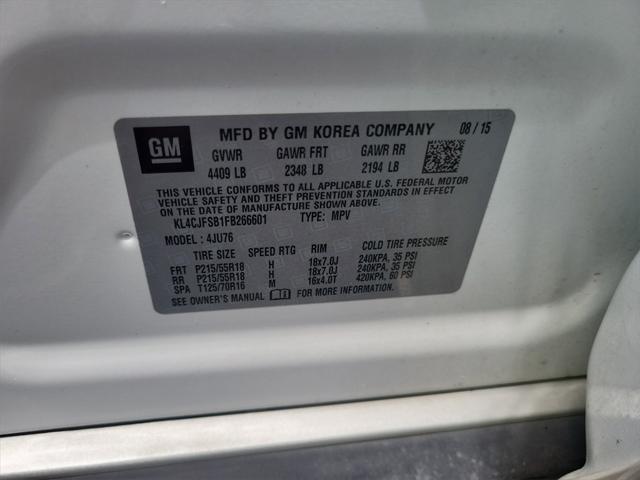 GM MFD BY GM KOREA COMPANY 08 / 15
GVWR GAWR FRT GAWR RR
4409 LB 2348 LB 2194 LB
THIS VEHICLE CONFORMS TO ALL APPLICABLE U.S. FEDERAL MOTOR
VEHICLE SAFETY AND THEFT PREVENTION STANDARDS IN EFFECT
ON THE DATE OF MANUFACTURE SHOWN ABOVE.
KL4CJFSB1FB266601 TYPE: MPV
MODEL : 4JU76
TIRE SIZE SPEED RTG RIM COLD TIRE PRESSURE
FRT P215/55R18 H 18x7.0J 240KPA, 35 PSI
RR P215/55R18 H 18x7.0J 240KPA, 35 PSI
SPA T125/70R16 M 16x4.0T 420KPA, 60 PSI
SEE OWNER'S MANUAL FOR MORE INFORMATION.